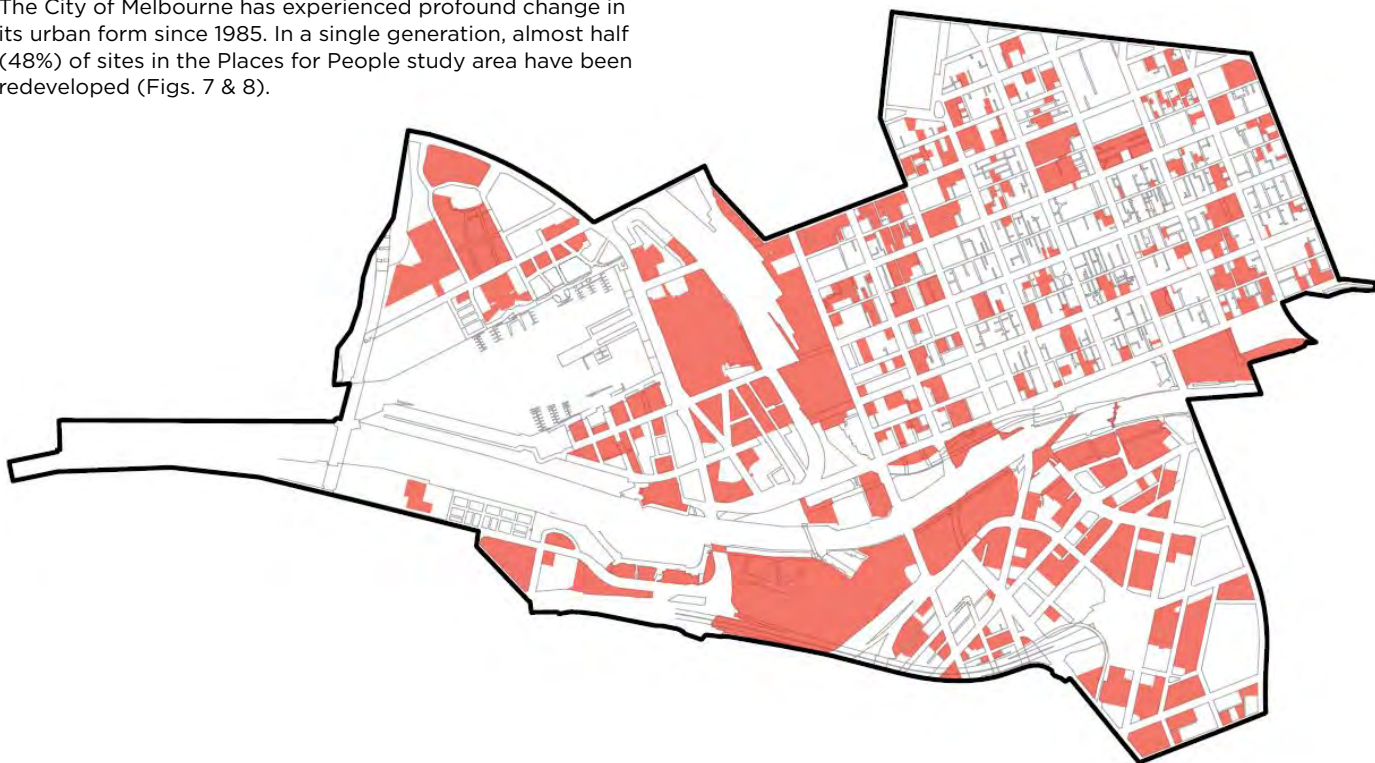 The City of Melbourne has experienced profound change in
its urban form since 1985. In a single generation, almost half
(48%) of sites in the Places for People study area have been
redeveloped (Figs. 7 & 8).